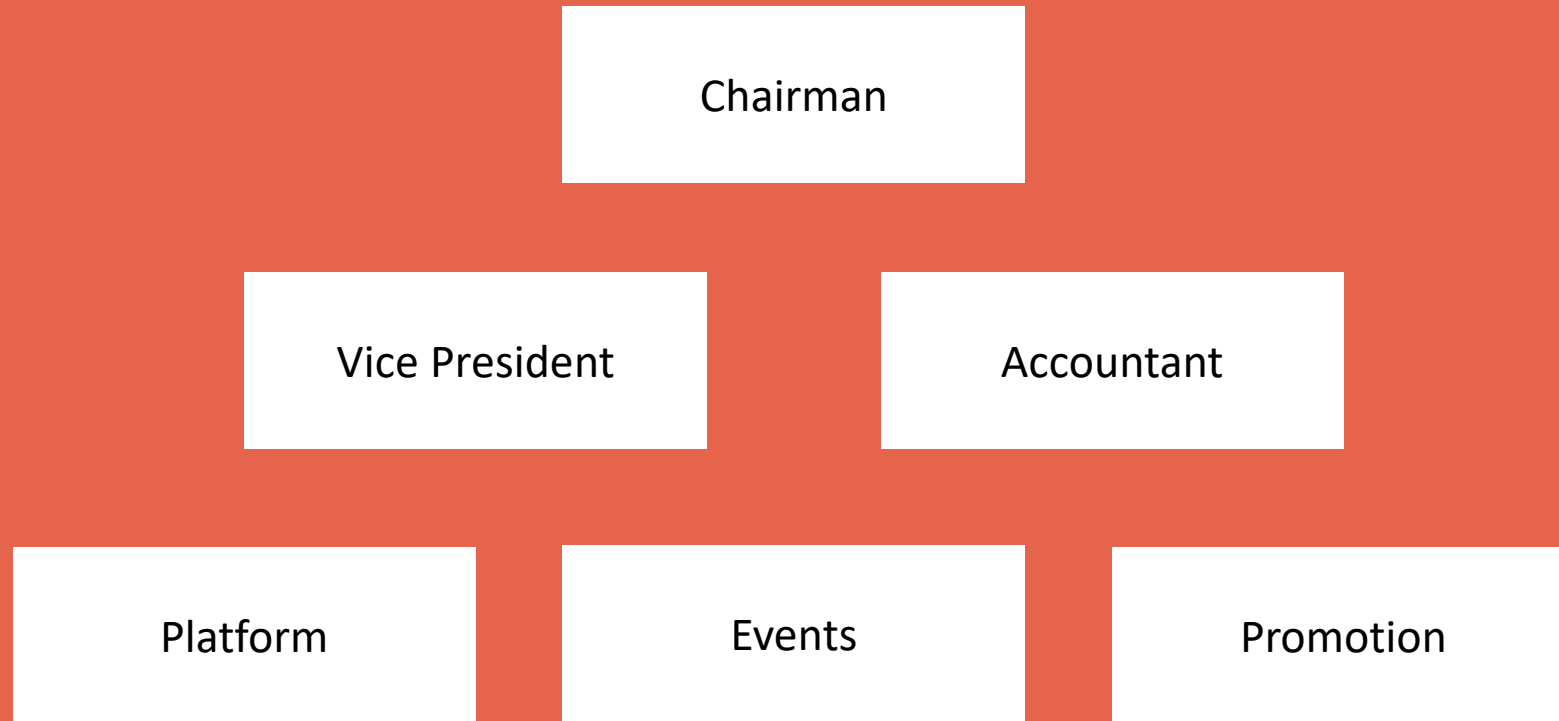 Chairman
Vice President
Accountant
Platform
Events
Promotion